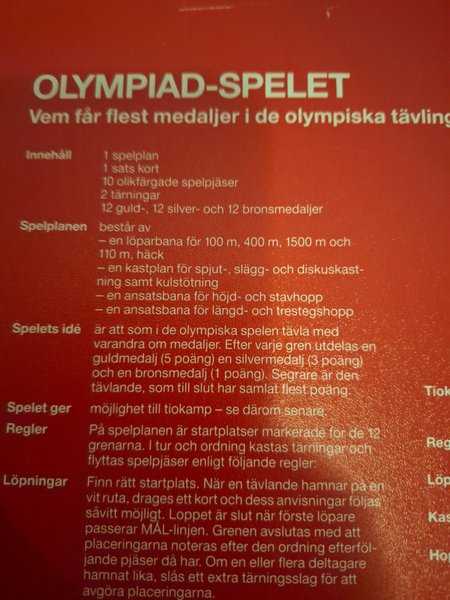 OLYMPIAD-SPELET
Vem får flest medaljer i de olympiska tävling
Innehåll 1 spelplan
1 sats kort
10 olikfärgade spelpjäser
2 tärningar
12 guld-, 12 silver- och 12 bronsmedaljer
Spelplanen består av
– en löparbana för 100 m, 400 m, 1500 m och
110 m, häck
– en kastplan för spjut-, slägg- och diskuskast-
ning samt kulstötning
– en ansatsbana för höjd- och stavhopp
– en ansatsbana för längd- och trestegshopp
Spelets idé är att som i de olympiska spelen tävla med
varandra om medaljer. Efter varje gren utdelas en
guldmedalj (5 poäng) en silvermedalj (3 poäng)
och en bronsmedalj (1 poäng). Segrare är den
tävlande, som till slut har samlat flest poäng.
Spelet ger möjlighet till tiokamp – se därom senare.
Regler På spelplanen är startplatser markerade for de 12
grenarna. I tur och ordning kastas tärningar och
flyttas spelpjäser enligt följande regler:
Löpningar Finn rätt startplats. När en tävlande hamnar på en
vit ruta, drages ett kort och dess anvisningar följas
såvitt möjligt. Loppet är slut när förste löpare
passerar MÅL-linjen. Grenen avslutas med att
placeringarna noteras efter den ordning efterföl-
jande pjäser då har. Om en eller flera deltagare
hamnat lika, slås ett extra tärningsslag för att
avgöra placeringarna.
Tiok
Reg
Löp
Kas
Hop